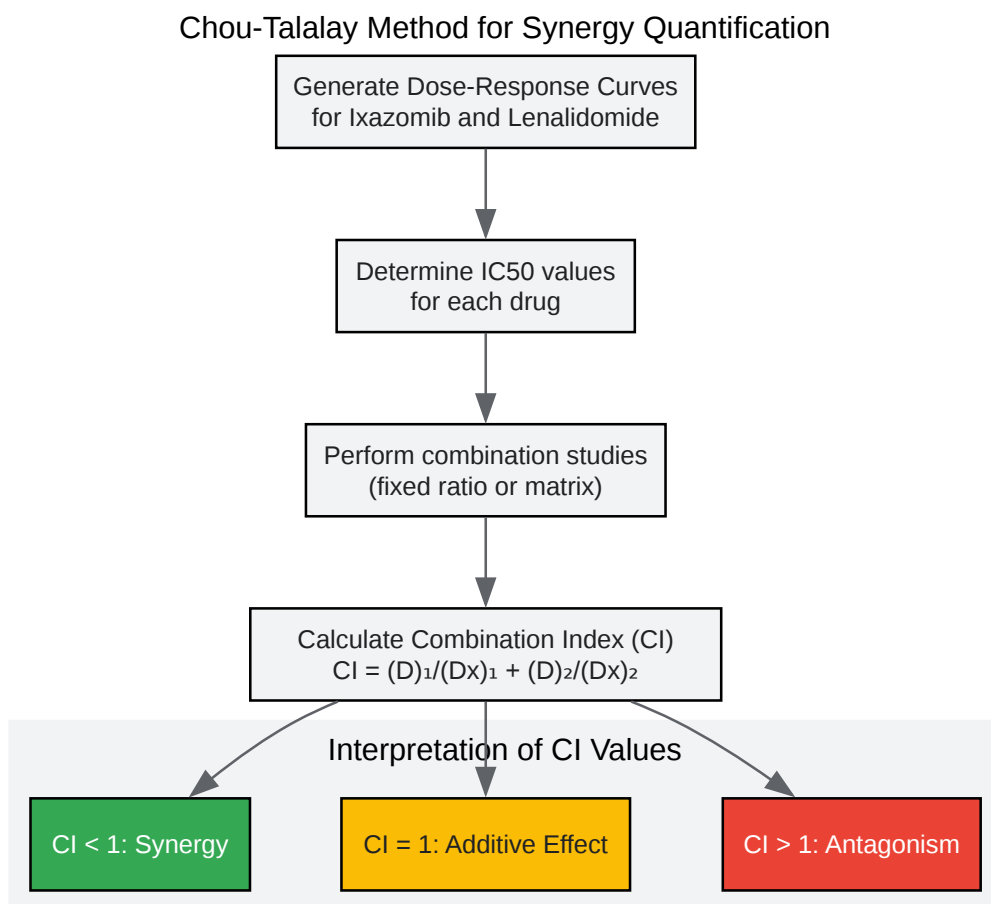 Chou-Talalay Method for Synergy Quantification
Generate Dose-Response Curves
for Ixazomib and Lenalidomide
Determine IC50 values
for each drug
Perform combination studies
(fixed ratio or matrix)
Calculate Combination Index (CI)
CI = (D)₁/(Dx)₁ + (D)₂/(Dx)₂
Interpretation of CI Values
CI < 1: Synergy
CI = 1: Additive Effect
CI > 1: Antagonism